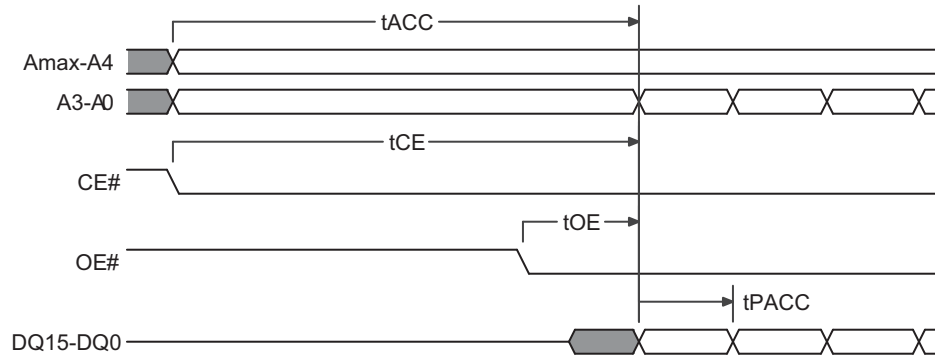 tACC
Amax-A4
A3-A0
tCE
CE#
tOE
OE#
tPACC
DQ15-DQ0